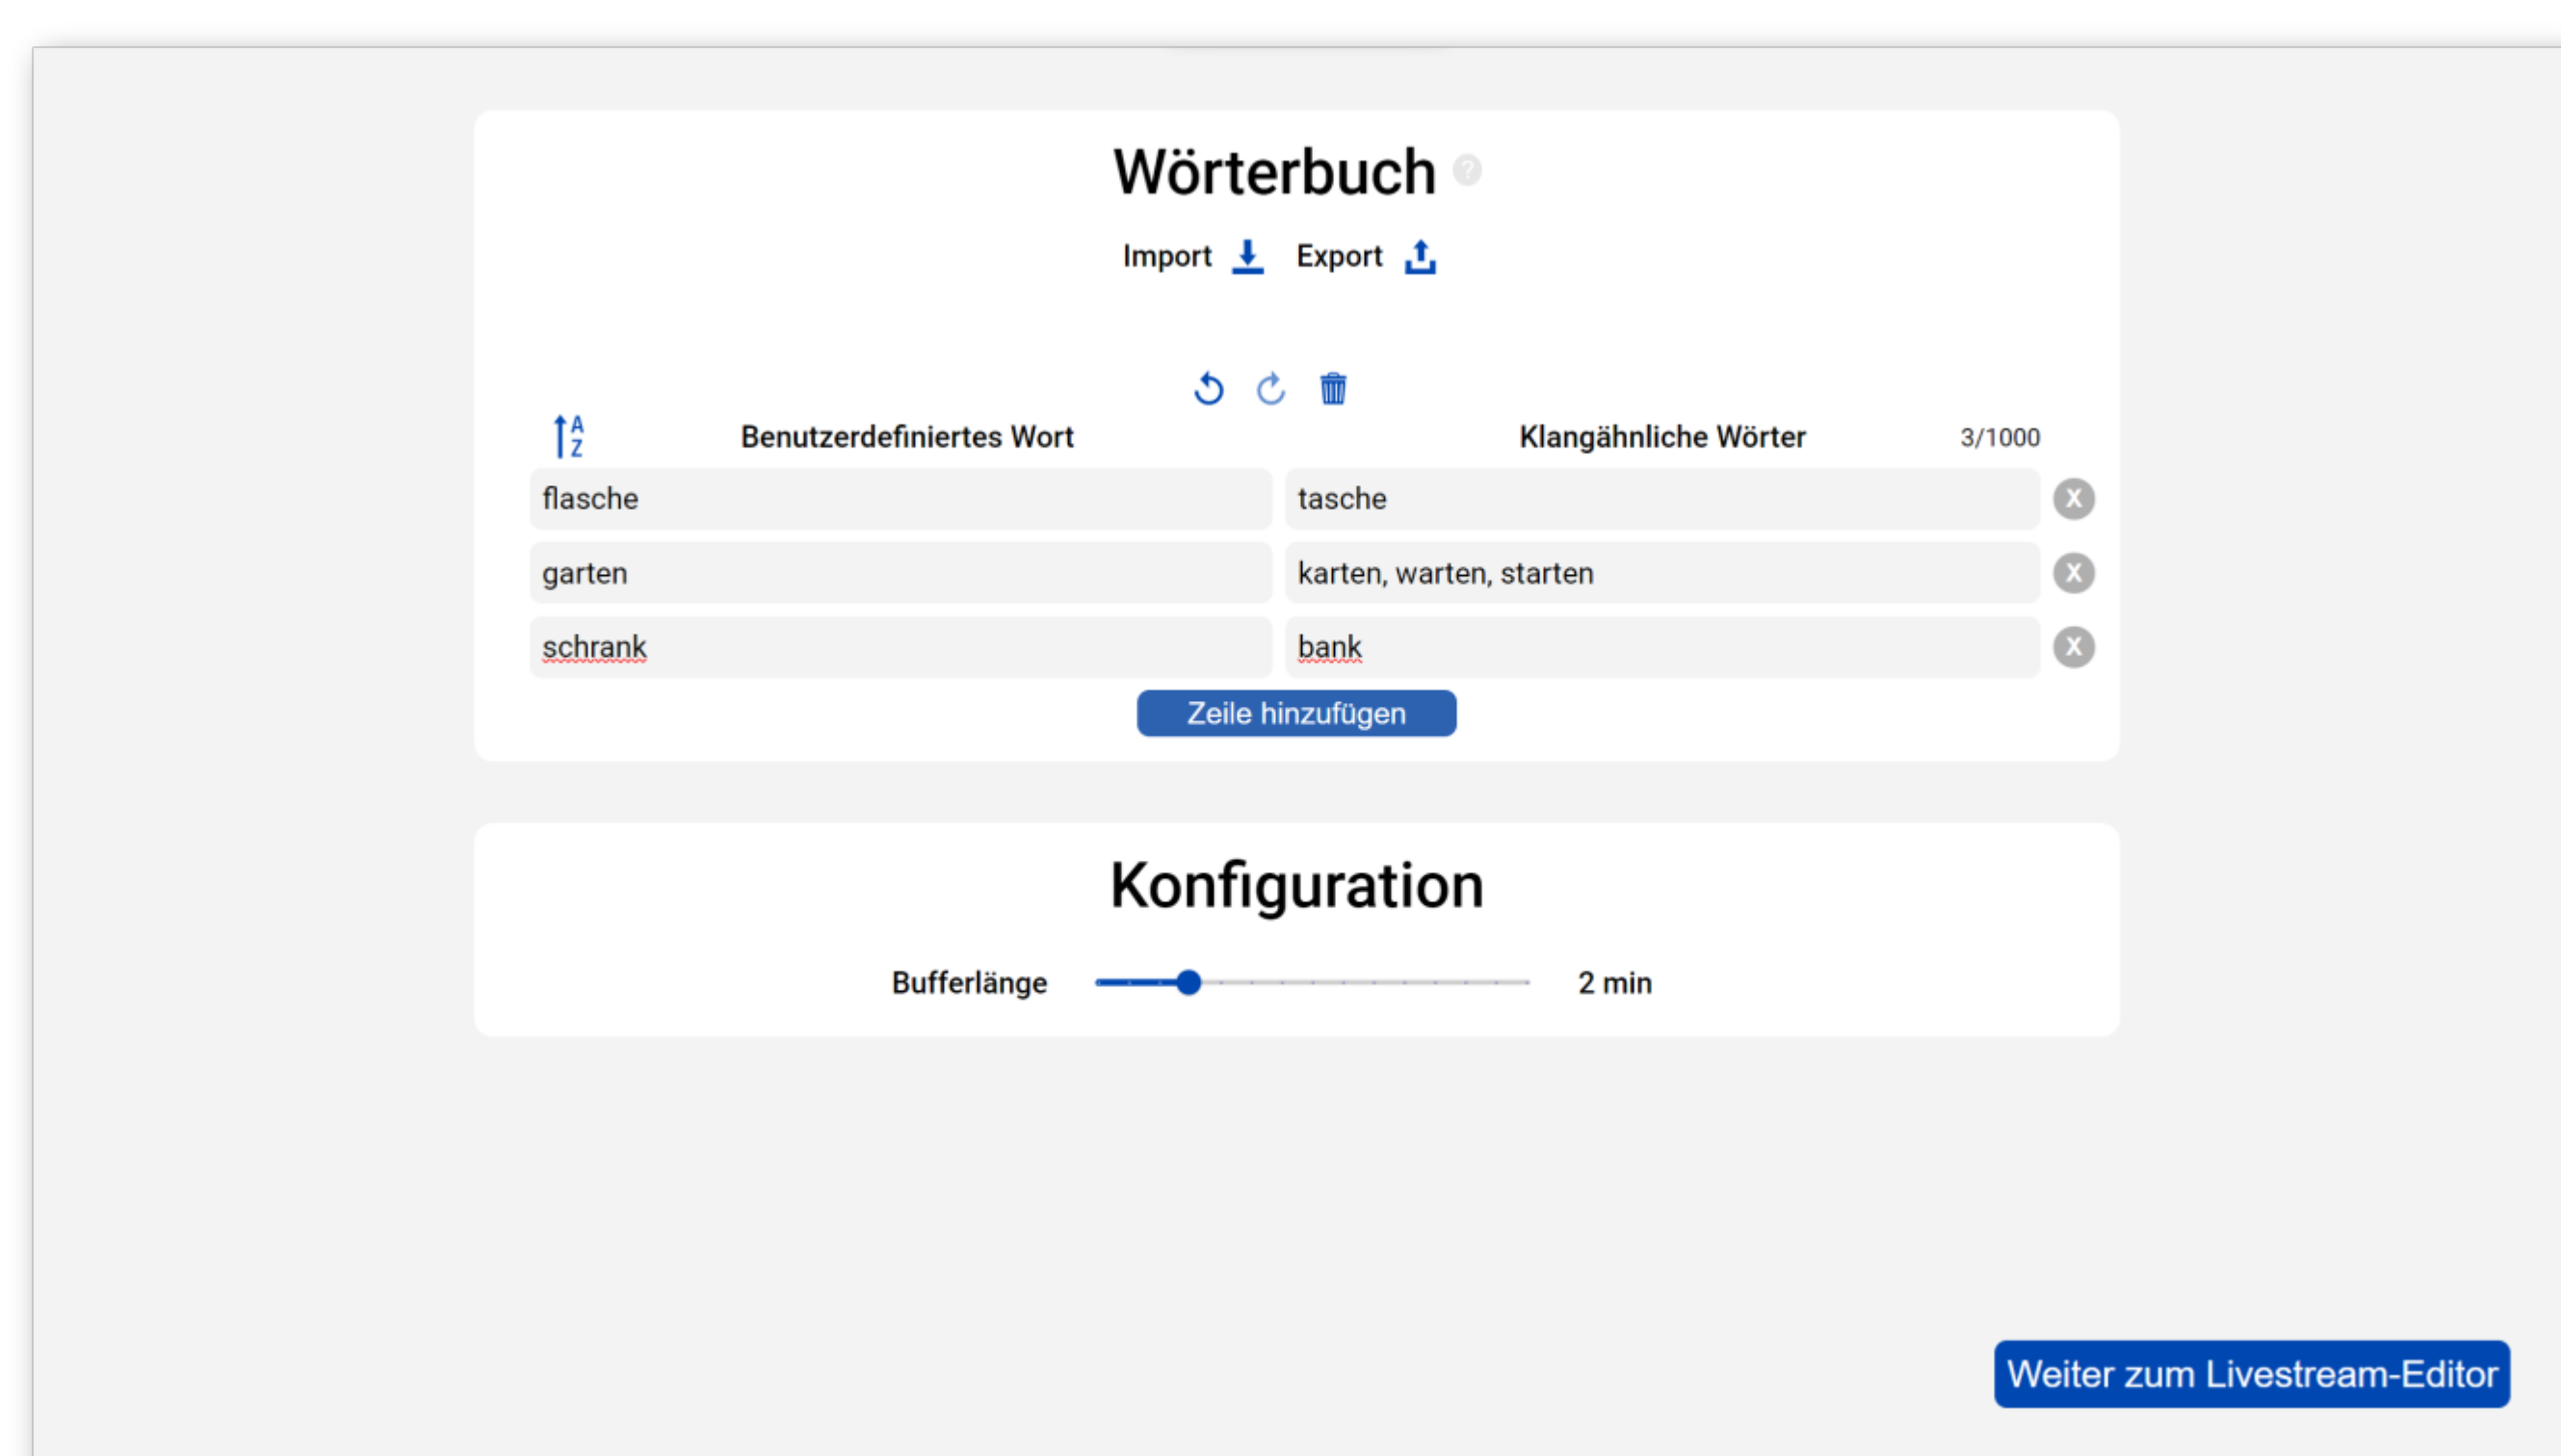 Wörterbuch ?
Import Export
A
Z
Benutzerdefiniertes Wort Klangähnliche Wörter 3/1000
flasche tasche X
garten karten, warten, starten X
schrank bank X
Zeile hinzufügen
Konfiguration
Bufferlänge 2 min
Weiter zum Livestream-Editor